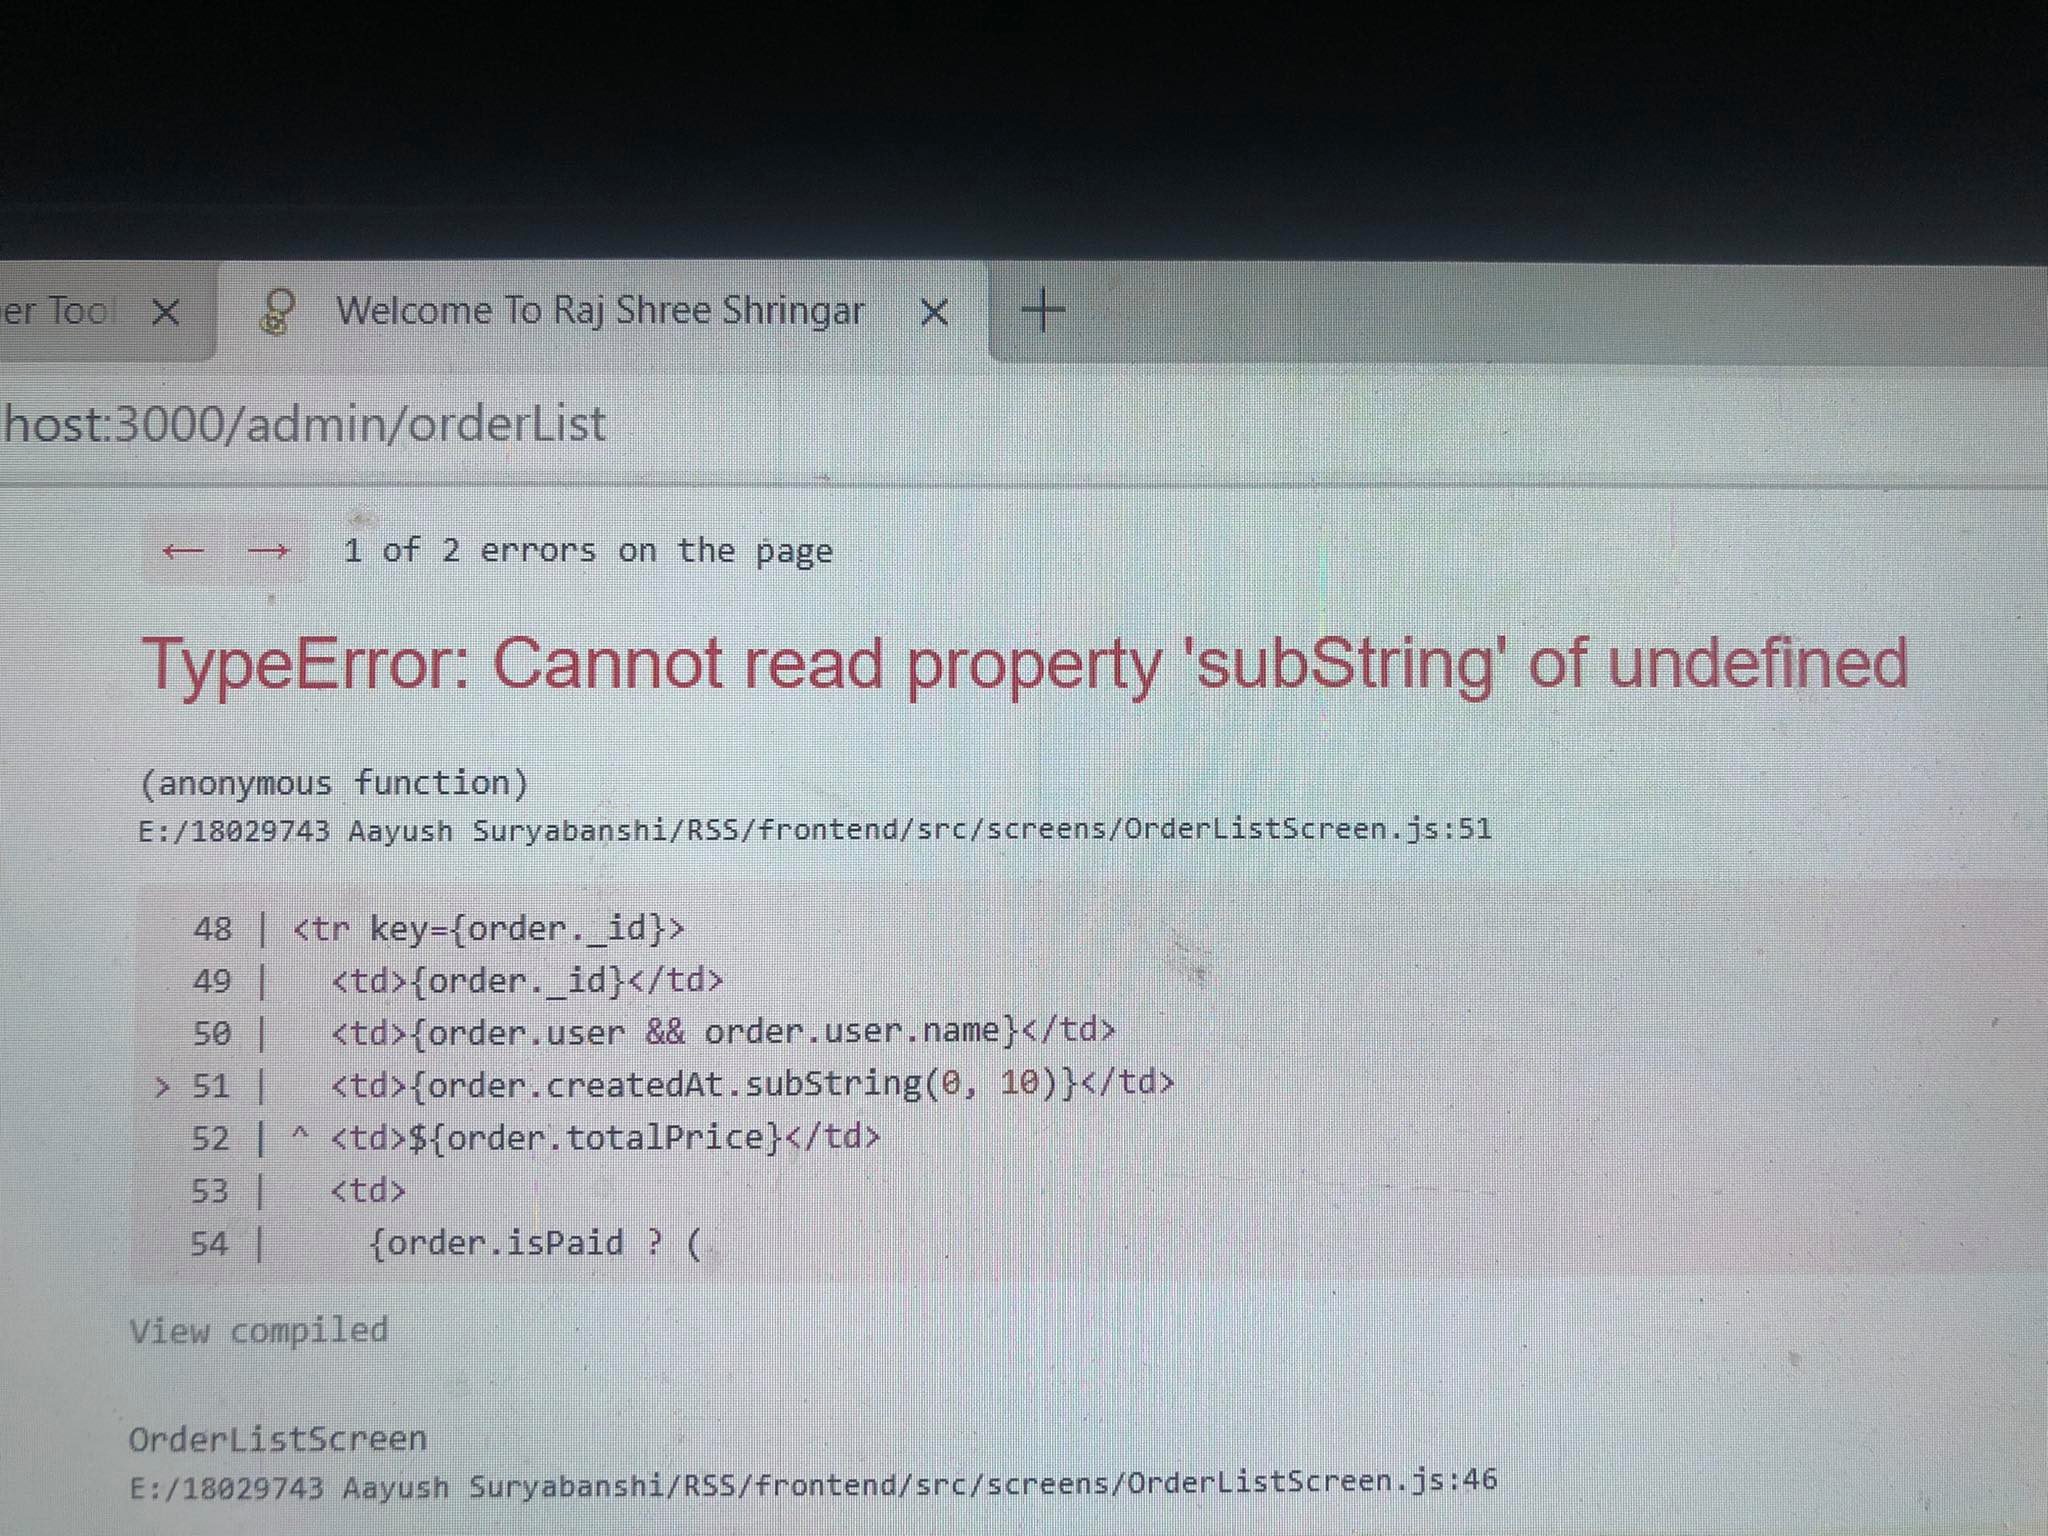 er Tool
Welcome To Raj Shree Shringar
host:3000/admin/orderList
1 of 2 errors on the page
TypeError: Cannot read property 'subString' of undefined
(anonymous function)
E:/18029743 Aayush Suryabanshi/RSS/frontend/src/screens/OrderListScreen.js:51
48 | <tr key={order._id}>
49 |   <td>{order._id}</td>
50 |   <td>{order.user && order.user.name}</td>
> 51 |   <td>{order.createdAt.subString(0, 10)}</td>
52 | ^ <td>${order.totalPrice}</td>
53 |   <td>
54 |     {order.isPaid ? (
View compiled
OrderListScreen
E:/18029743 Aayush Suryabanshi/RSS/frontend/src/screens/OrderListScreen.js:46